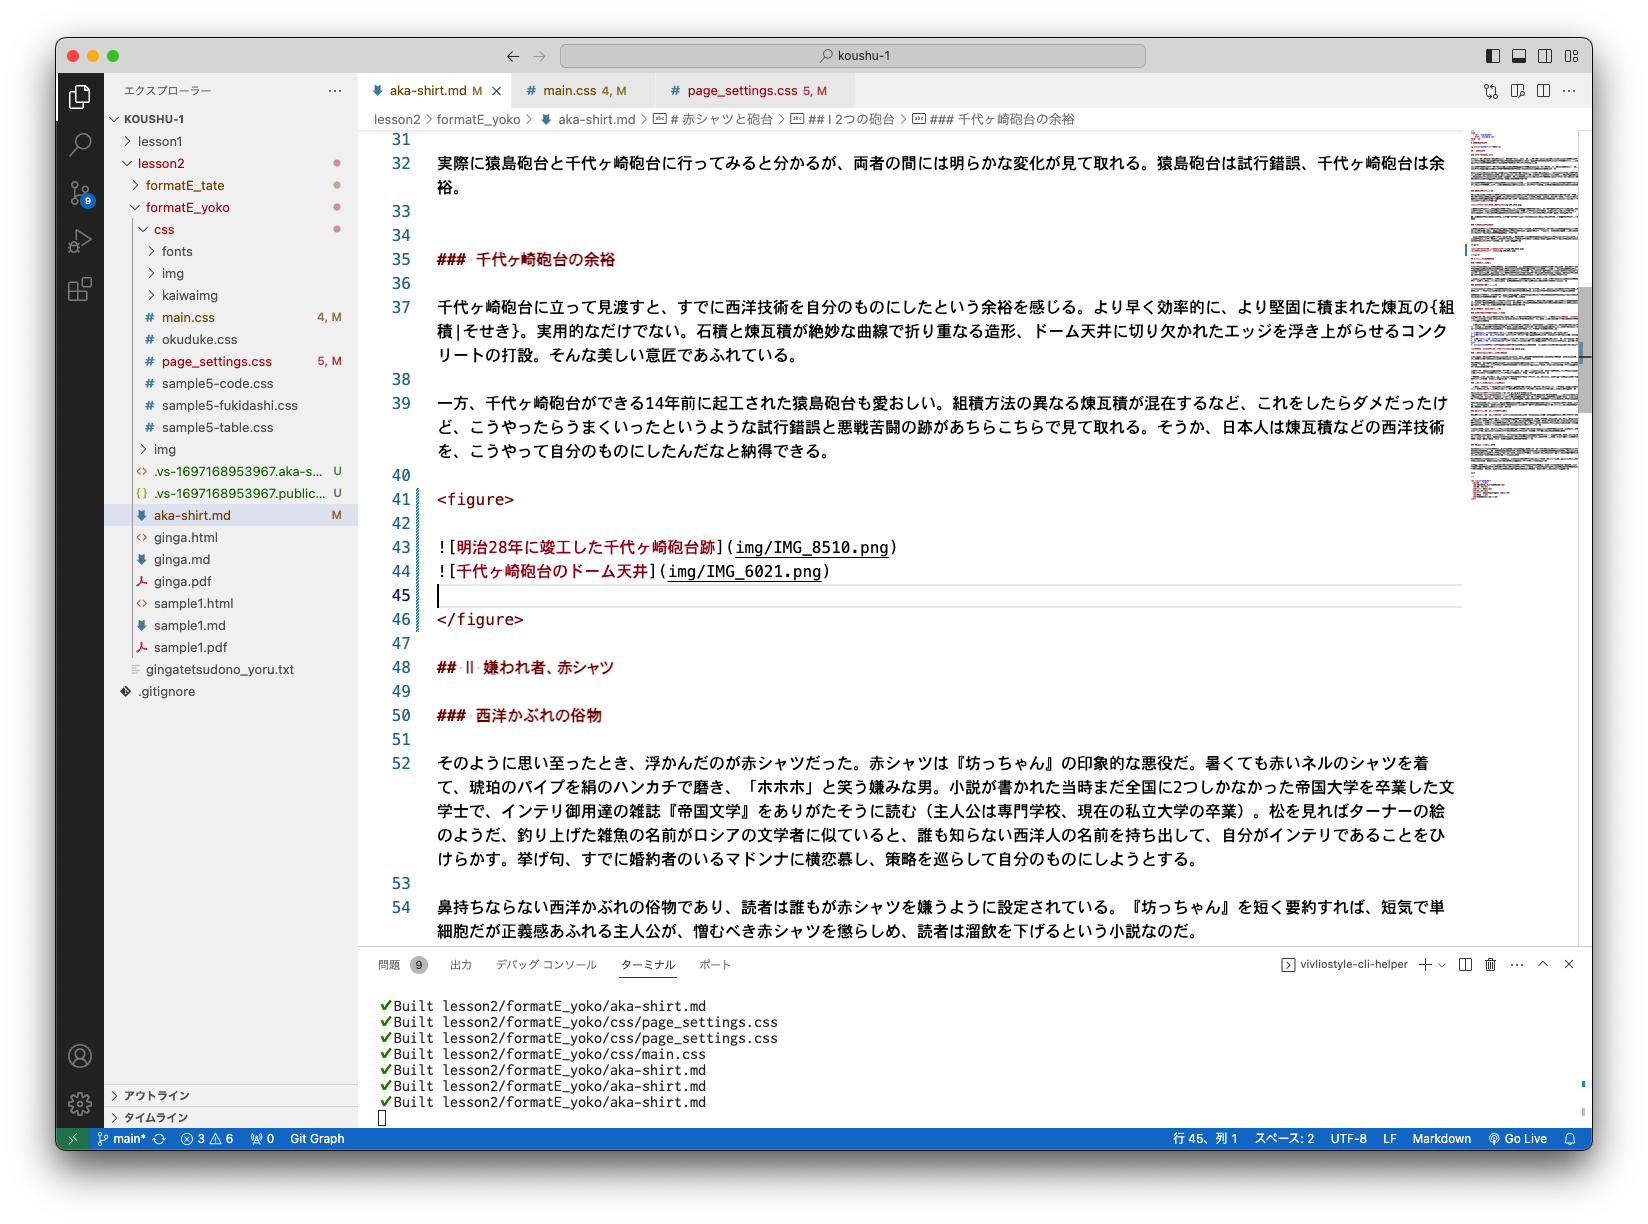 koushu-1
エクスプローラー
KOUSHU-1
lesson1
lesson2
formatE_tate
formatE_yoko
css
fonts
img
kaiwaimg
main.css 4, M
okuduke.css
page_settings.css 5, M
sample5-code.css
sample5-fukidashi.css
sample5-table.css
img
.vs-1697168953967.aka-s... U
.vs-1697168953967.public... U
aka-shirt.md M
ginga.html
ginga.md
ginga.pdf
sample1.html
sample1.md
sample1.pdf
gingatetsudono_yoru.txt
.gitignore
アウトライン
タイムライン
9
aka-shirt.md M
main.css 4, M
page_settings.css 5, M
lesson2 > formatE_yoko > aka-shirt.md > # 赤シャツと砲台 > ## I 2つの砲台 > ### 千代ヶ崎砲台の余裕
31
32 実際に猿島砲台と千代ヶ崎砲台に行ってみると分かるが、両者の間には明らかな変化が見て取れる。猿島砲台は試行錯誤、千代ヶ崎砲台は余
裕。
33
34
35 ### 千代ヶ崎砲台の余裕
36
37 千代ヶ崎砲台に立って見渡すと、すでに西洋技術を自分のものにしたという余裕を感じる。より早く効率的に、より堅固に積まれた煉瓦の{組
積|そせき}。実用的なだけでない。石積と煉瓦積が絶妙な曲線で折り重なる造形、ドーム天井に切り欠かれたエッジを浮き上がらせるコンク
リートの打設。そんな美しい意匠であふれている。
38
39 一方、千代ヶ崎砲台ができる14年前に起工された猿島砲台も愛おしい。組積方法の異なる煉瓦積が混在するなど、これをしたらダメだったけ
ど、こうやったらうまくいったというような試行錯誤と悪戦苦闘の跡があちらこちらで見て取れる。そうか、日本人は煉瓦積などの西洋技術
を、こうやって自分のものにしたんだなと納得できる。
40
41 <figure>
42
43 ![明治28年に竣工した千代ヶ崎砲台跡](img/IMG_8510.png)
44 ![千代ヶ崎砲台のドーム天井](img/IMG_6021.png)
45
46 </figure>
47
48 ## Ⅱ 嫌われ者、赤シャツ
49
50 ### 西洋かぶれの俗物
51
52 そのように思い至ったとき、浮かんだのが赤シャツだった。赤シャツは『坊っちゃん』の印象的な悪役だ。暑くても赤いネルのシャツを着
て、琥珀のパイプを絹のハンカチで磨き、「ホホホ」と笑う嫌みな男。小説が書かれた当時まだ全国に2つしかなかった帝国大学を卒業した文
学士で、インテリ御用達の雑誌『帝国文学』をありがたそうに読む（主人公は専門学校、現在の私立大学の卒業）。松を見ればターナーの絵
のようだ、釣り上げた雑魚の名前がロシアの文学者に似ていると、誰も知らない西洋人の名前を持ち出して、自分がインテリであることをひ
けらかす。挙げ句、すでに婚約者のいるマドンナに横恋慕し、策略を巡らして自分のものにしようとする。
53
54 鼻持ちならない西洋かぶれの俗物であり、読者は誰もが赤シャツを嫌うように設定されている。『坊っちゃん』を短く要約すれば、短気で単
細胞だが正義感あふれる主人公が、憎むべき赤シャツを懲らしめ、読者は溜飲を下げるという小説なのだ。
問題 9 出力 デバッグ コンソール ターミナル ポート vivliostyle-cli-helper
✔Built lesson2/formatE_yoko/aka-shirt.md
✔Built lesson2/formatE_yoko/css/page_settings.css
✔Built lesson2/formatE_yoko/css/page_settings.css
✔Built lesson2/formatE_yoko/css/main.css
✔Built lesson2/formatE_yoko/aka-shirt.md
✔Built lesson2/formatE_yoko/aka-shirt.md
✔Built lesson2/formatE_yoko/aka-shirt.md
main* 3 6 0 Git Graph 行 45、列 1 スペース: 2 UTF-8 LF Markdown Go Live